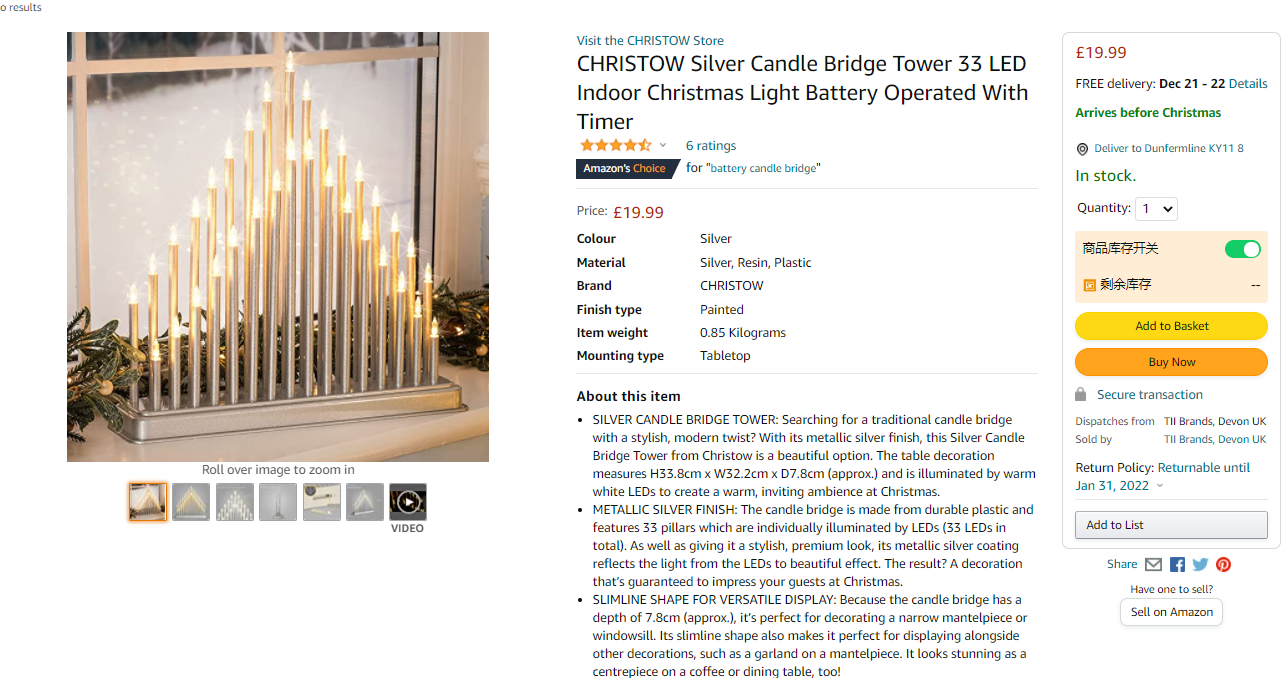 o results
Visit the CHRISTOW Store
CHRISTOW Silver Candle Bridge Tower 33 LED
Indoor Christmas Light Battery Operated With
Timer
6 ratings
Amazon's Choice for "battery candle bridge"
Price: £19.99
Colour Silver
Material Silver, Resin, Plastic
Brand CHRISTOW
Finish type Painted
Item weight 0.85 Kilograms
Mounting type Tabletop
About this item
• SILVER CANDLE BRIDGE TOWER: Searching for a traditional candle bridge
with a stylish, modern twist? With its metallic silver finish, this Silver Candle
Bridge Tower from Christow is a beautiful option. The table decoration
measures H33.8cm x W32.2cm x D7.8cm (approx.) and is illuminated by warm
white LEDs to create a warm, inviting ambience at Christmas.
• METALLIC SILVER FINISH: The candle bridge is made from durable plastic and
features 33 pillars which are individually illuminated by LEDs (33 LEDs in
total). As well as giving it a stylish, premium look, its metallic silver coating
reflects the light from the LEDs to beautiful effect. The result? A decoration
that's guaranteed to impress your guests at Christmas.
• SLIMLINE SHAPE FOR VERSATILE DISPLAY: Because the candle bridge has a
depth of 7.8cm (approx.), it's perfect for decorating a narrow mantelpiece or
windowsill. Its slimline shape also makes it perfect for displaying alongside
other decorations, such as a garland on a mantelpiece. It looks stunning as a
centrepiece on a coffee or dining table, too!
Roll over image to zoom in
VIDEO
£19.99
FREE delivery: Dec 21 - 22 Details
Arrives before Christmas
Deliver to Dunfermline KY11 8
In stock.
Quantity: 1
商品库存开关
剩余库存 --
Add to Basket
Buy Now
Secure transaction
Dispatches from TII Brands, Devon UK
Sold by TII Brands, Devon UK
Return Policy: Returnable until
Jan 31, 2022
Add to List
Share
Have one to sell?
Sell on Amazon